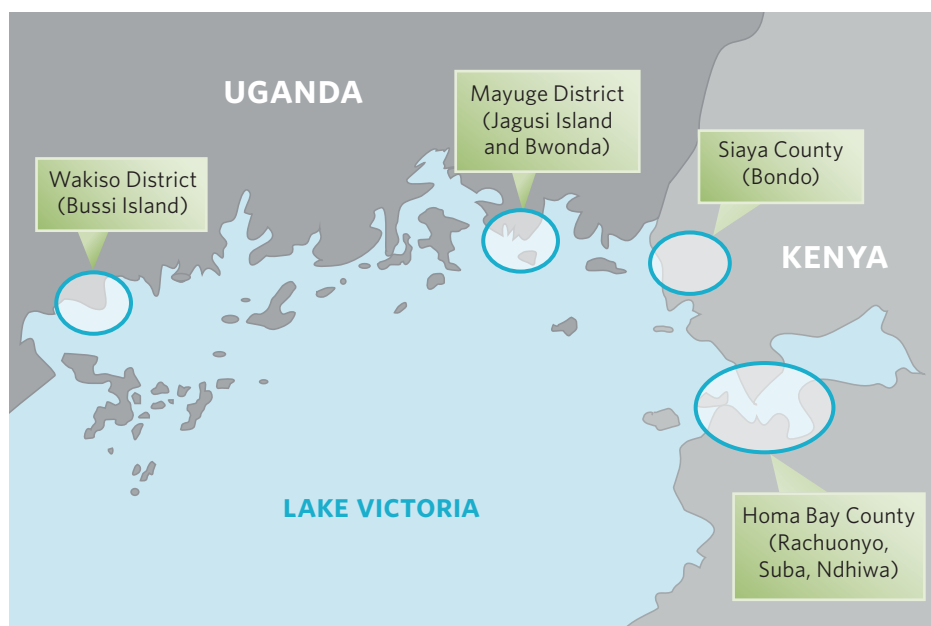 UGANDA
Mayuge District
(Jagusi Island
and Bwonda)
Siaya County
(Bondo)
Wakiso District
(Bussi Island)
KENYA
LAKE VICTORIA
Homa Bay County
(Rachuonyo,
Suba, Ndhiwa)